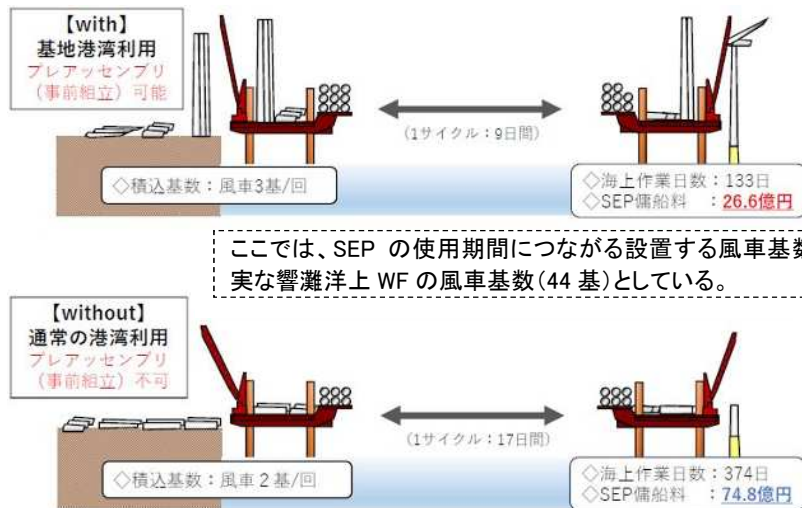 【with】
基地港湾利用
プレアッセンブリ
（事前組立）可能
(1サイクル：9日間)
◇積込基数：風車3基/回
◇海上作業日数：133日
◇SEP傭船料　：26.6億円
ここでは、SEP の使用期間につながる設置する風車基数
実な響灘洋上 WF の風車基数（44 基）としている。
【without】
通常の港湾利用
プレアッセンブリ
（事前組立）不可
(1サイクル：17日間)
◇積込基数：風車２基/回
◇海上作業日数：374日
◇SEP傭船料　：74.8億円